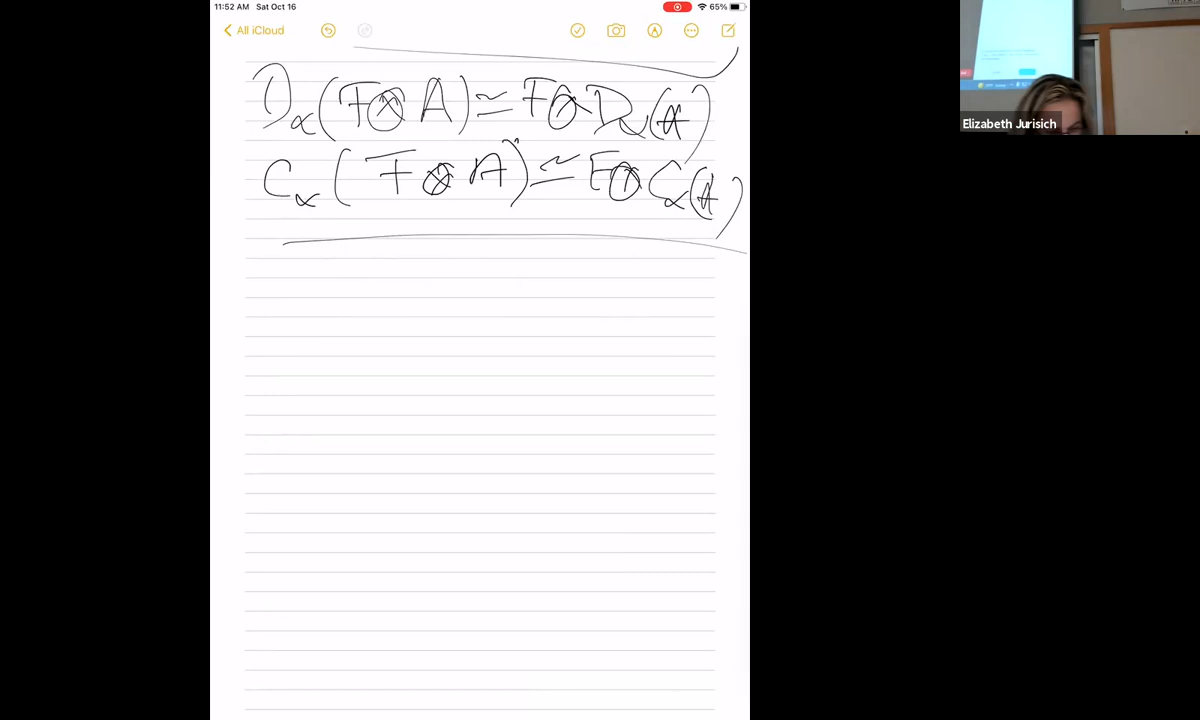 11:52 AM Sat Oct 16
65%
All iCloud
D_α(F⊗A) ≃ F⊗D_α(A)
C_α(F⊗A) ≃ F⊗C_α(A)
Elizabeth Jurisich